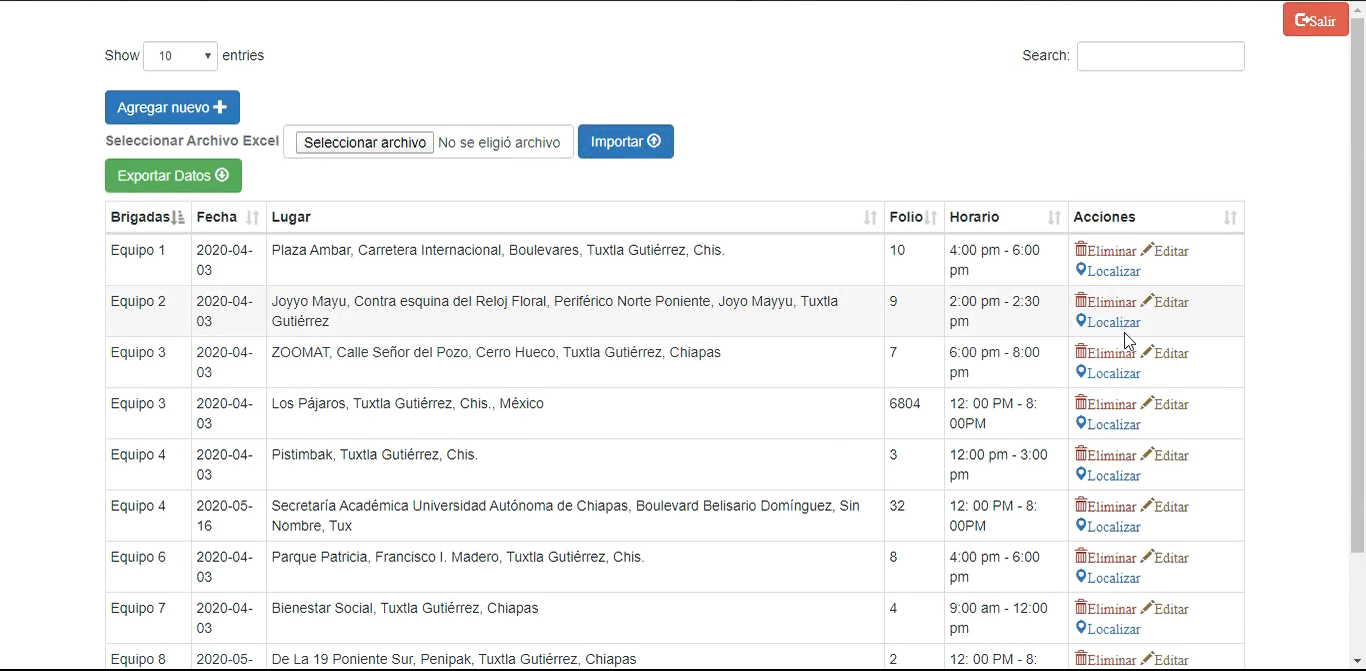 Salir
Show 10 entries Search:
Agregar nuevo
Seleccionar Archivo Excel Seleccionar archivo No se eligió archivo Importar
Exportar Datos
Brigadas Fecha Lugar Folio Horario Acciones
Equipo 1 2020-04- Plaza Ambar, Carretera Internacional, Boulevares, Tuxtla Gutiérrez, Chis. 10 4:00 pm - 6:00 Eliminar Editar
03 pm Localizar
Equipo 2 2020-04- Joyyo Mayu, Contra esquina del Reloj Floral, Periférico Norte Poniente, Joyo Mayyu, Tuxtla 9 2:00 pm - 2:30 Eliminar Editar
03 Gutiérrez pm Localizar
Equipo 3 2020-04- ZOOMAT, Calle Señor del Pozo, Cerro Hueco, Tuxtla Gutiérrez, Chiapas 7 6:00 pm - 8:00 Eliminar Editar
03 pm Localizar
Equipo 3 2020-04- Los Pájaros, Tuxtla Gutiérrez, Chis., México 6804 12: 00 PM - 8: Eliminar Editar
03 00PM Localizar
Equipo 4 2020-04- Pistimbak, Tuxtla Gutiérrez, Chis. 3 12:00 pm - 3:00 Eliminar Editar
03 pm Localizar
Equipo 4 2020-05- Secretaría Académica Universidad Autónoma de Chiapas, Boulevard Belisario Domínguez, Sin 32 12: 00 PM - 8: Eliminar Editar
16 Nombre, Tux 00PM Localizar
Equipo 6 2020-04- Parque Patricia, Francisco I. Madero, Tuxtla Gutiérrez, Chis. 8 4:00 pm - 6:00 Eliminar Editar
03 pm Localizar
Equipo 7 2020-04- Bienestar Social, Tuxtla Gutiérrez, Chiapas 4 9:00 am - 12:00 Eliminar Editar
03 pm Localizar
Equipo 8 2020-05- De La 19 Poniente Sur, Penipak, Tuxtla Gutiérrez, Chiapas 2 12: 00 PM - 8: Eliminar Editar